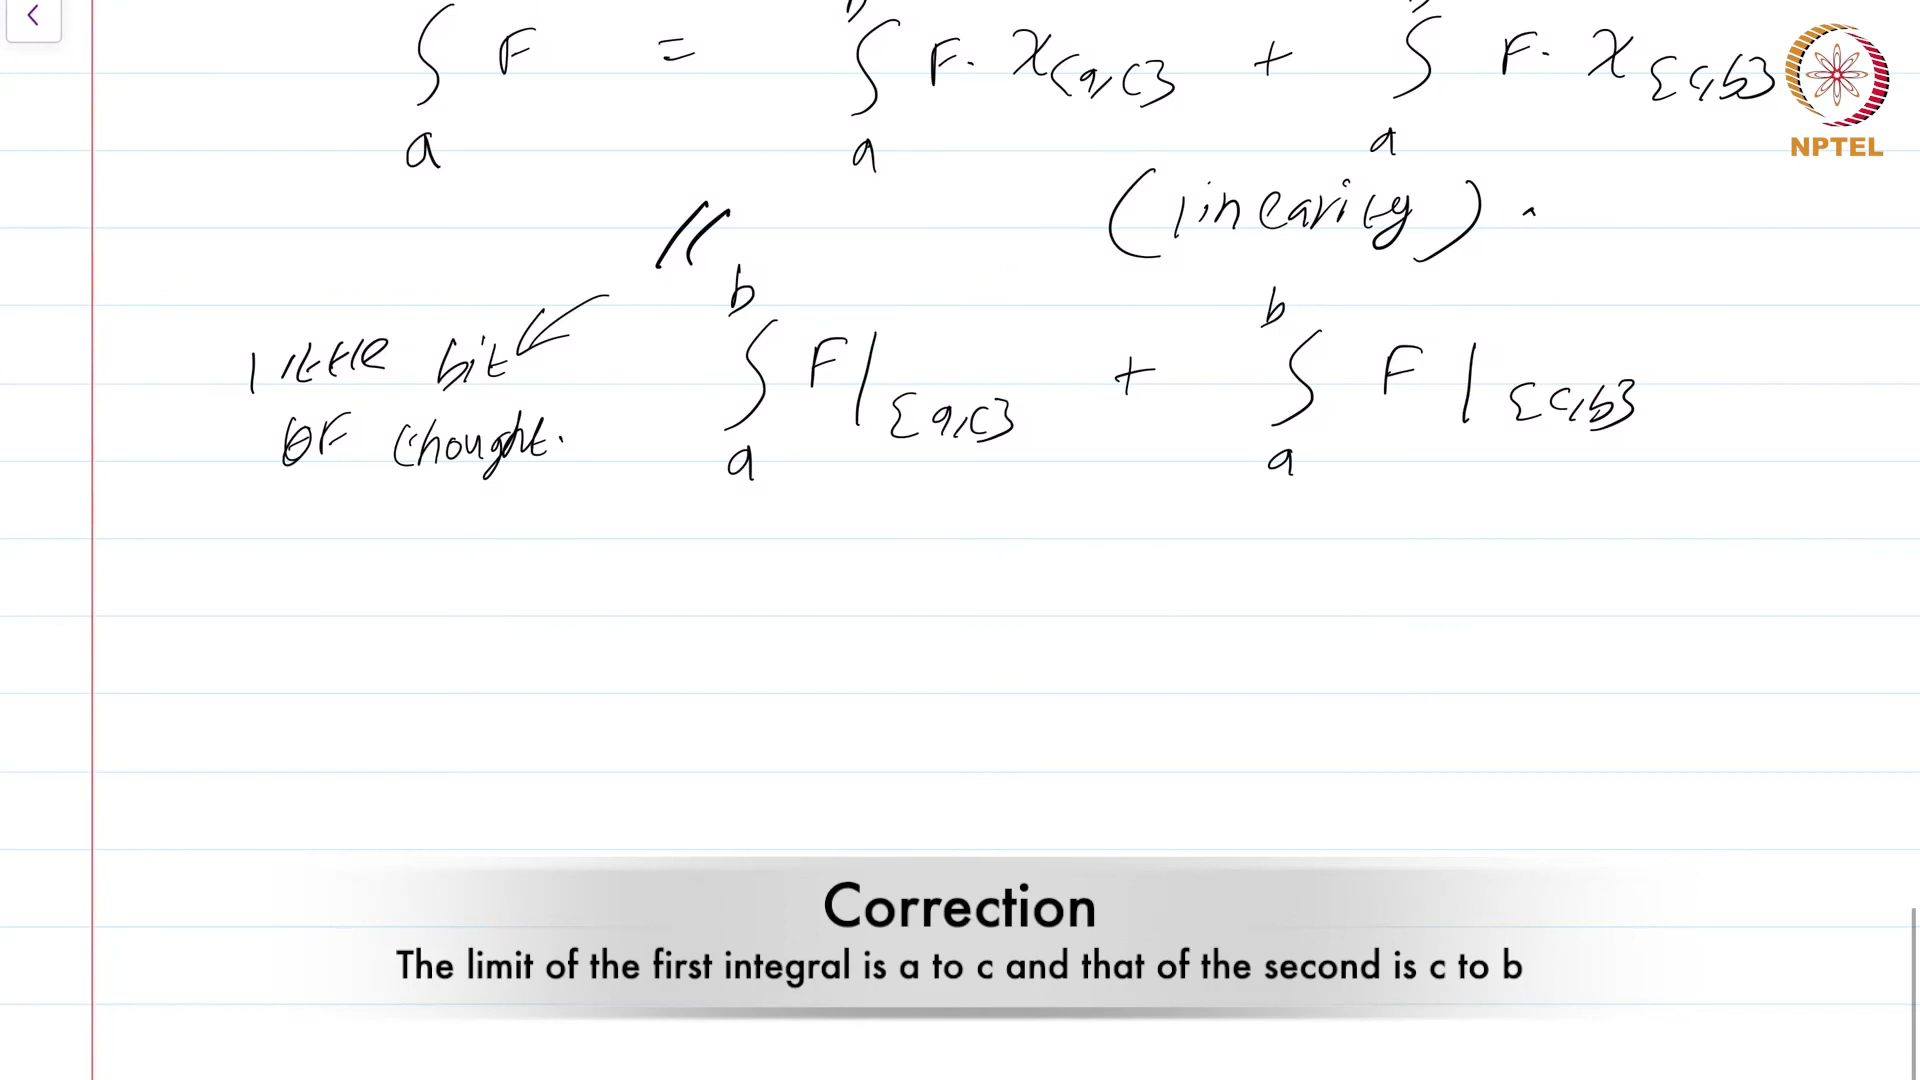 ∫ F = ∫ F. χ[a,c] + ∫ F. χ[c,b]
a a a
NPTEL
(linearity).
//
b b
little bit ∫ F|[a,c] + ∫ F|[c,b]
of thought. a a
Correction
The limit of the first integral is a to c and that of the second is c to b